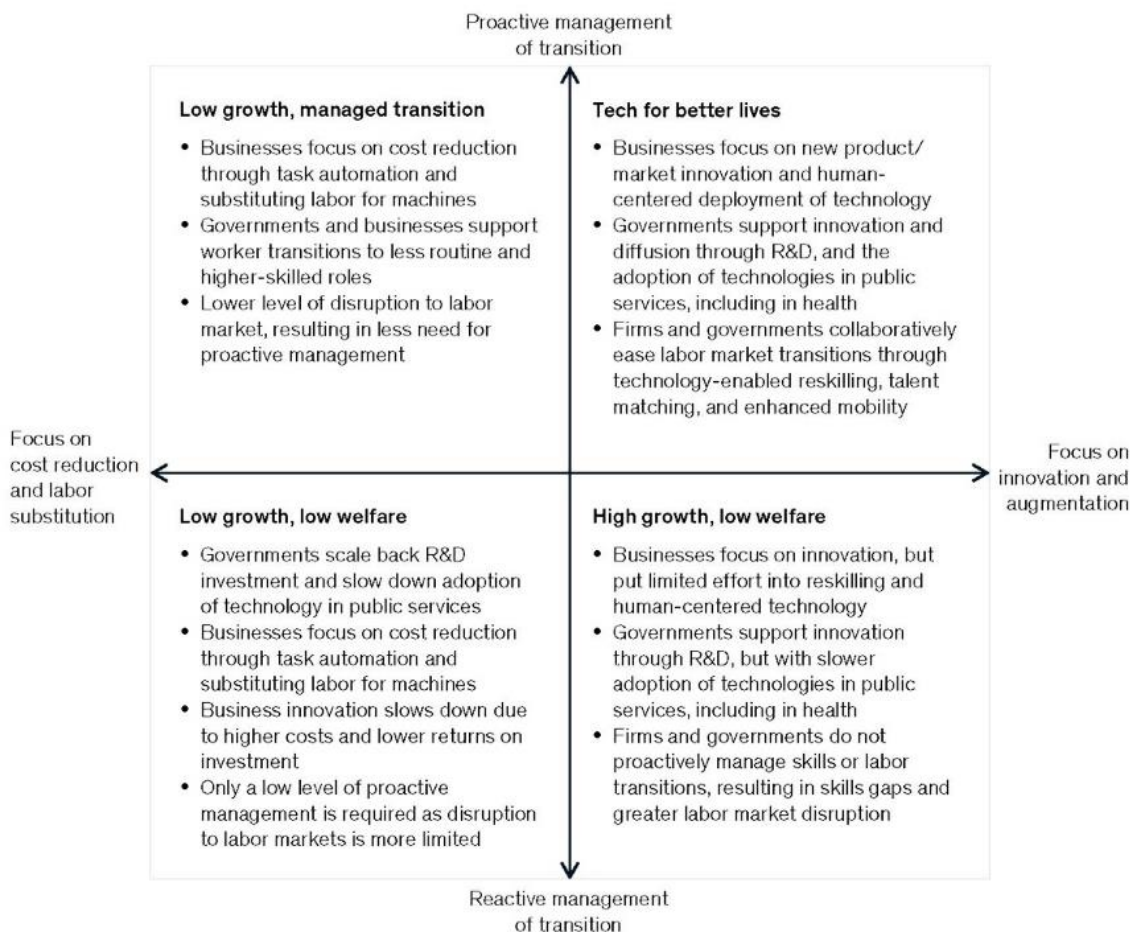 Proactive management
of transition
Low growth, managed transition
• Businesses focus on cost reduction
through task automation and
substituting labor for machines
• Governments and businesses support
worker transitions to less routine and
higher-skilled roles
• Lower level of disruption to labor
market, resulting in less need for
proactive management
Tech for better lives
• Businesses focus on new product/
market innovation and human-
centered deployment of technology
• Governments support innovation and
diffusion through R&D, and the
adoption of technologies in public
services, including in health
• Firms and governments collaboratively
ease labor market transitions through
technology-enabled reskilling, talent
matching, and enhanced mobility
Focus on
cost reduction
and labor
substitution
Focus on
innovation and
augmentation
Low growth, low welfare
• Governments scale back R&D
investment and slow down adoption
of technology in public services
• Businesses focus on cost reduction
through task automation and
substituting labor for machines
• Business innovation slows down due
to higher costs and lower returns on
investment
• Only a low level of proactive
management is required as disruption
to labor markets is more limited
High growth, low welfare
• Businesses focus on innovation, but
put limited effort into reskilling and
human-centered technology
• Governments support innovation
through R&D, but with slower
adoption of technologies in public
services, including in health
• Firms and governments do not
proactively manage skills or labor
transitions, resulting in skills gaps and
greater labor market disruption
Reactive management
of transition